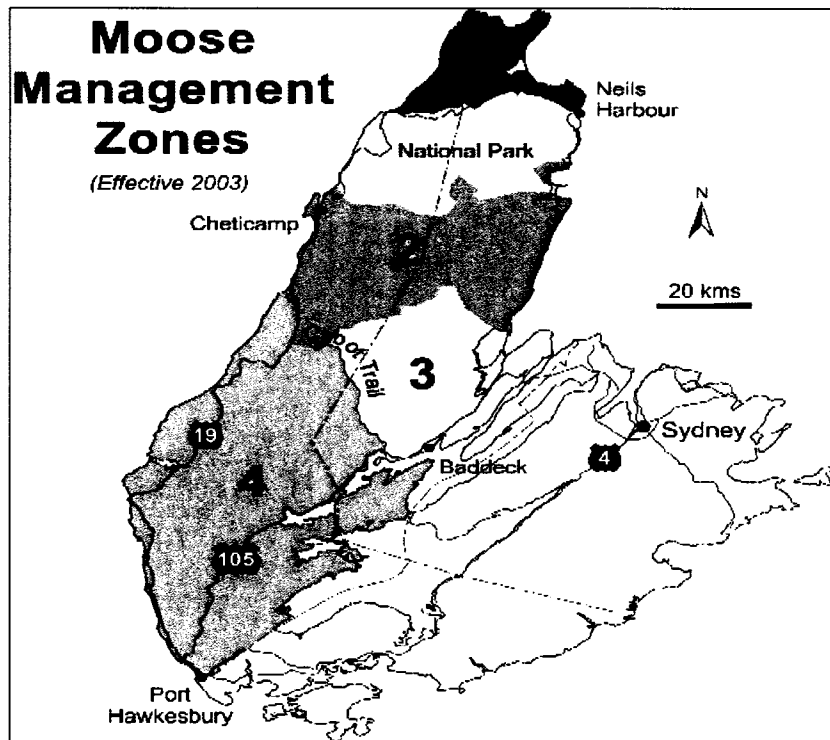 Moose
Management
Zones
(Effective 2003)
Neils
Harbour
National Park
N
Cheticamp
2
20 kms
Trail
3
19
Sydney
4
Baddeck
4
105
Port
Hawkesbury